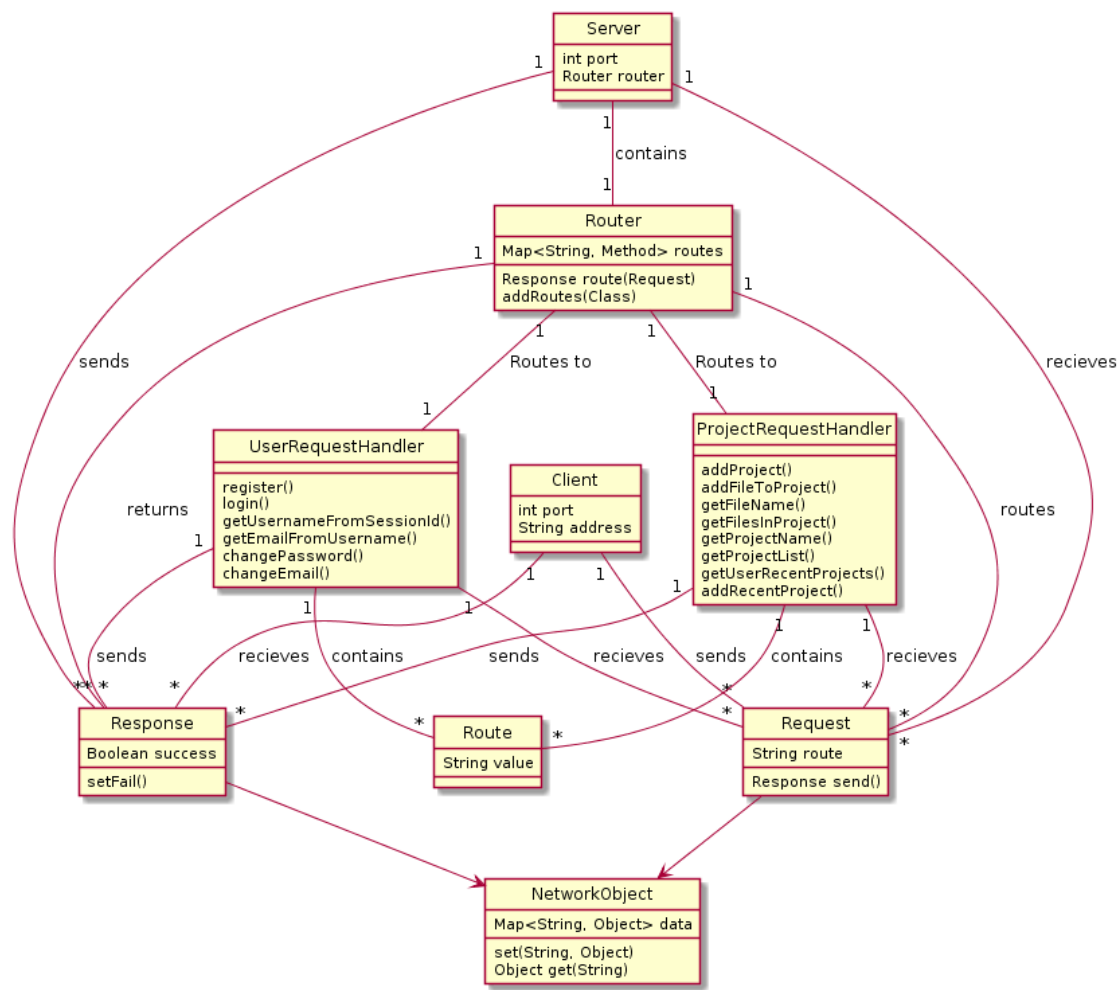 Server
int port
Router router
1
1
1
contains
1
Router
Map<String, Method> routes
Response route(Request)
addRoutes(Class)
1
1
1
1
sends
Routes to
Routes to
recieves
1
1
UserRequestHandler
register()
login()
getUsernameFromSessionId()
getEmailFromUsername()
changePassword()
changeEmail()
Client
int port
String address
ProjectRequestHandler
addProject()
addFileToProject()
getFileName()
getFilesInProject()
getProjectName()
getProjectList()
getUserRecentProjects()
addRecentProject()
returns
routes
1
1
1
1
1
1
1
1
sends
recieves
contains
sends
recieves
sends
contains
recieves
*
*
*
*
*
*
*
*
*
*
*
*
Response
Boolean success
setFail()
Route
String value
Request
String route
Response send()
NetworkObject
Map<String, Object> data
set(String, Object)
Object get(String)